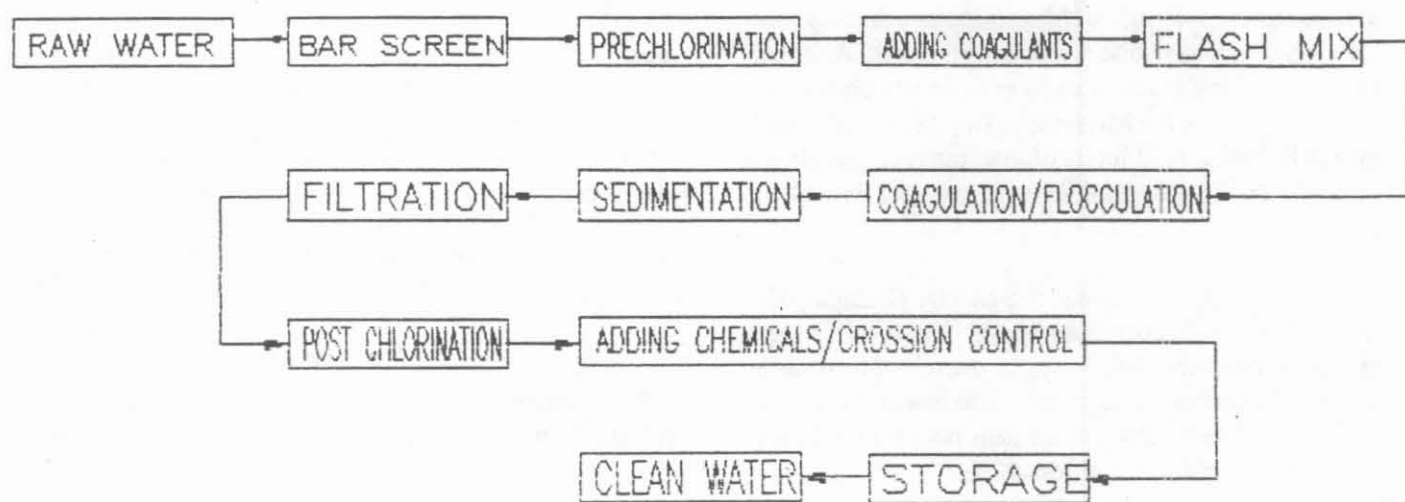 RAW WATER
BAR SCREEN
PRECHLORINATION
ADDING COAGULANTS
FLASH MIX
COAGULATION/FLOCCULATION
SEDIMENTATION
FILTRATION
POST CHLORINATION
ADDING CHEMICALS/CROSSION CONTROL
STORAGE
CLEAN WATER